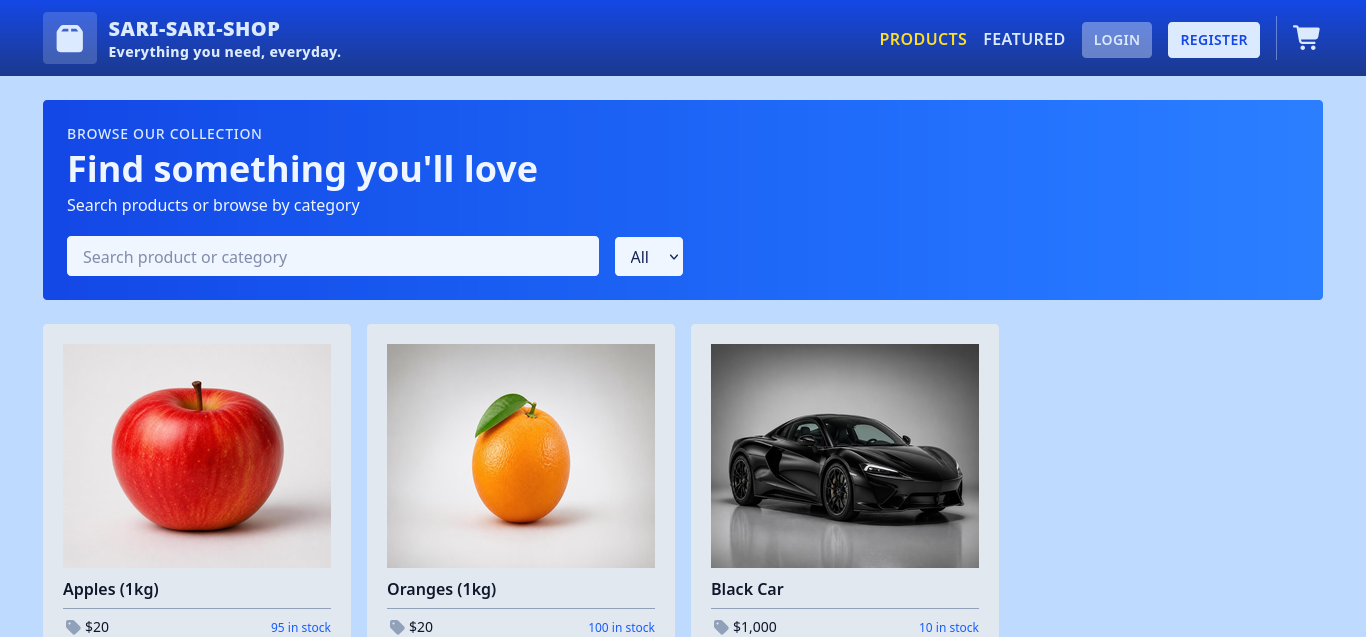 SARI-SARI-SHOP
Everything you need, everyday.
PRODUCTS FEATURED LOGIN REGISTER
BROWSE OUR COLLECTION
Find something you'll love
Search products or browse by category
Search product or category All
Apples (1kg) Oranges (1kg) Black Car
$20 95 in stock $20 100 in stock $1,000 10 in stock